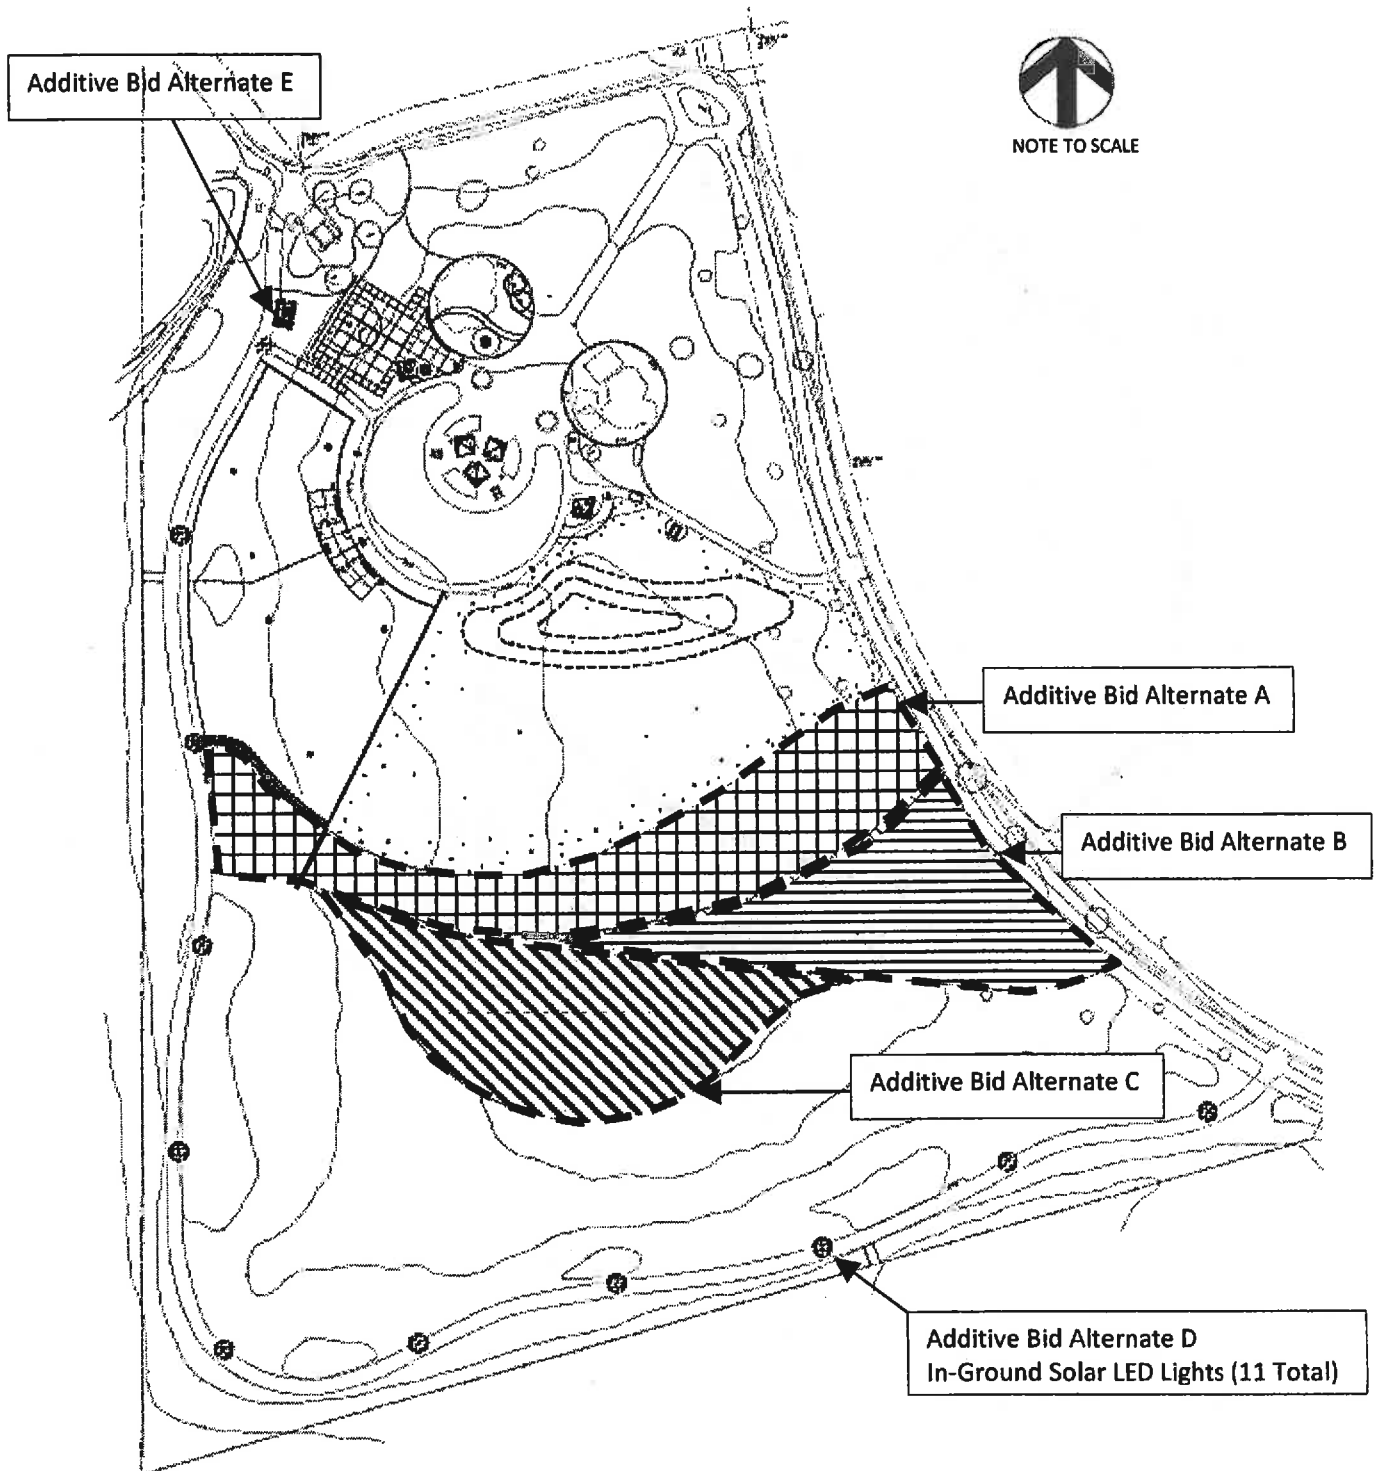 Additive Bid Alternate E
NOTE TO SCALE
Additive Bid Alternate A
Additive Bid Alternate B
Additive Bid Alternate C
Additive Bid Alternate D
In-Ground Solar LED Lights (11 Total)